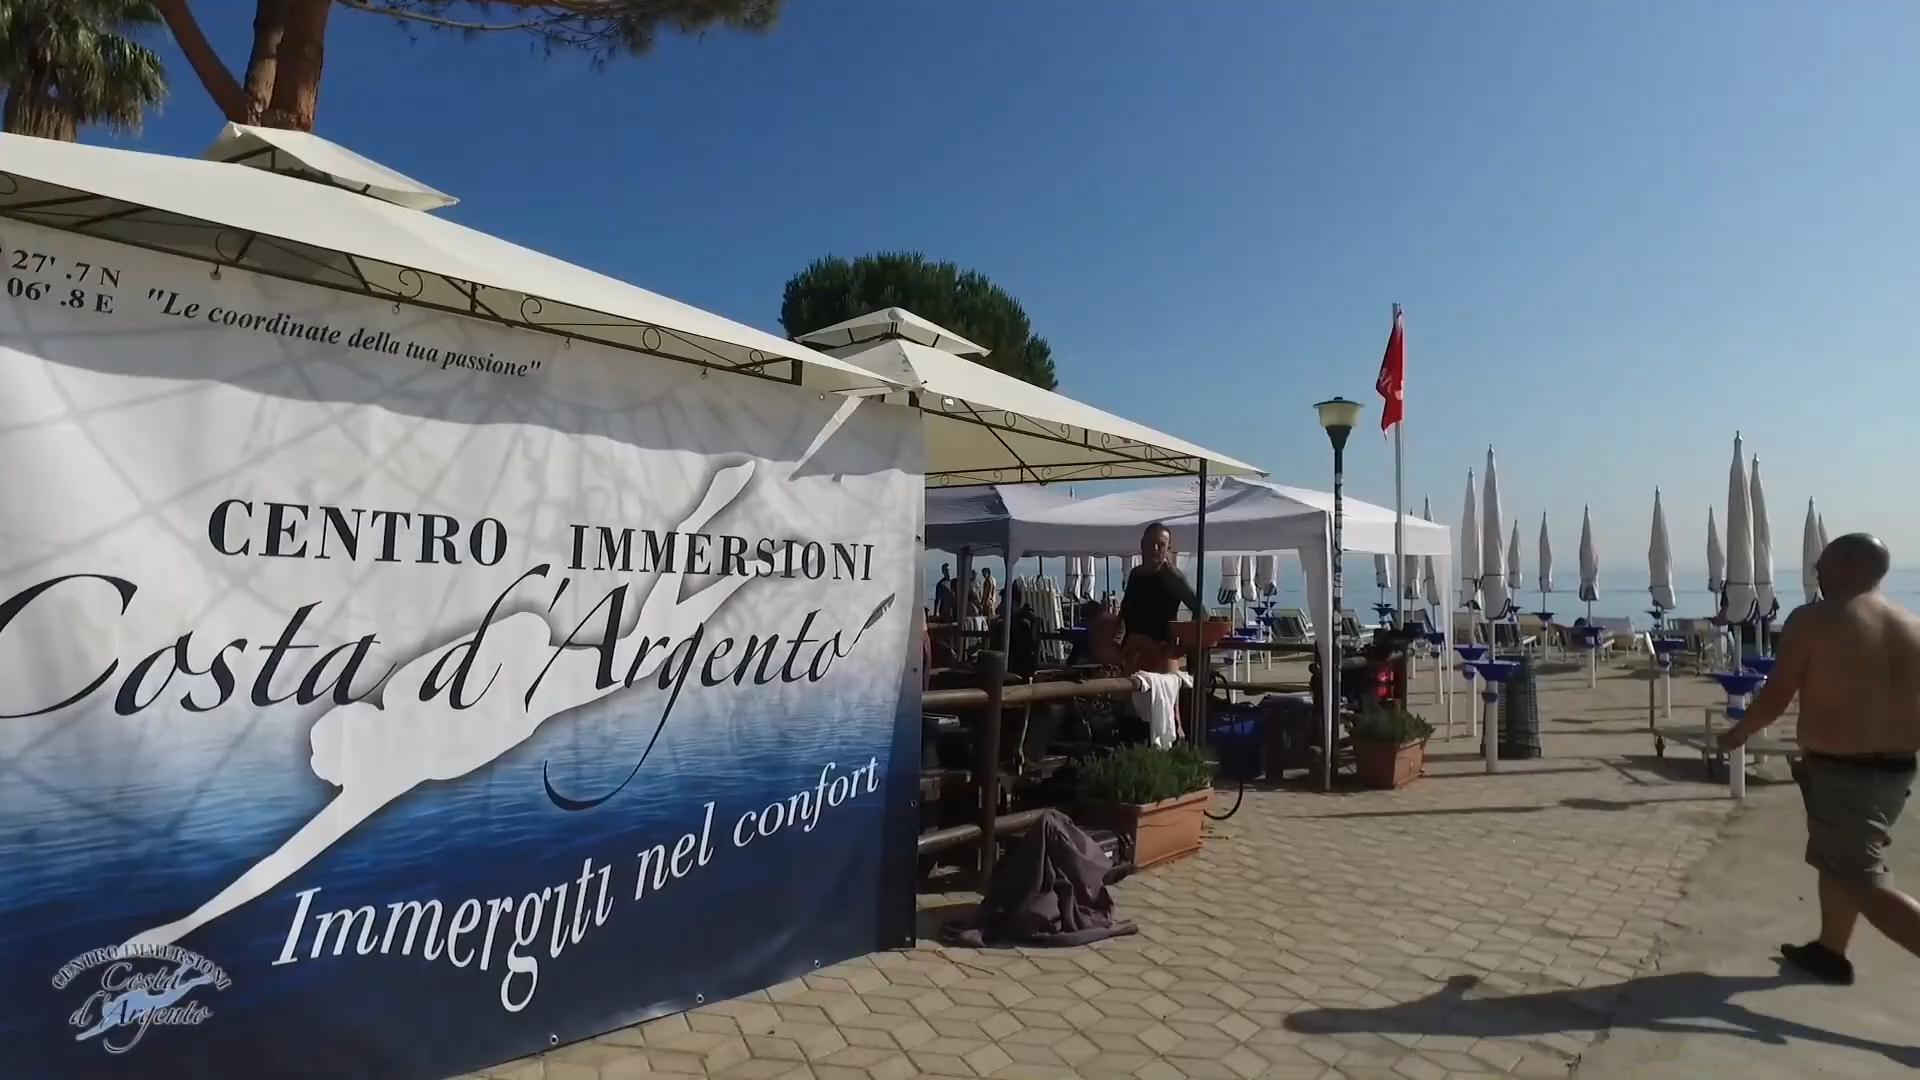 27' .7 N
06' .8 E
"Le coordinate della tua passione"
CENTRO IMMERSIONI
Costa d'Argento
Immergiti nel confort
CENTRO IMMERSIONI
Costa
d'Argento